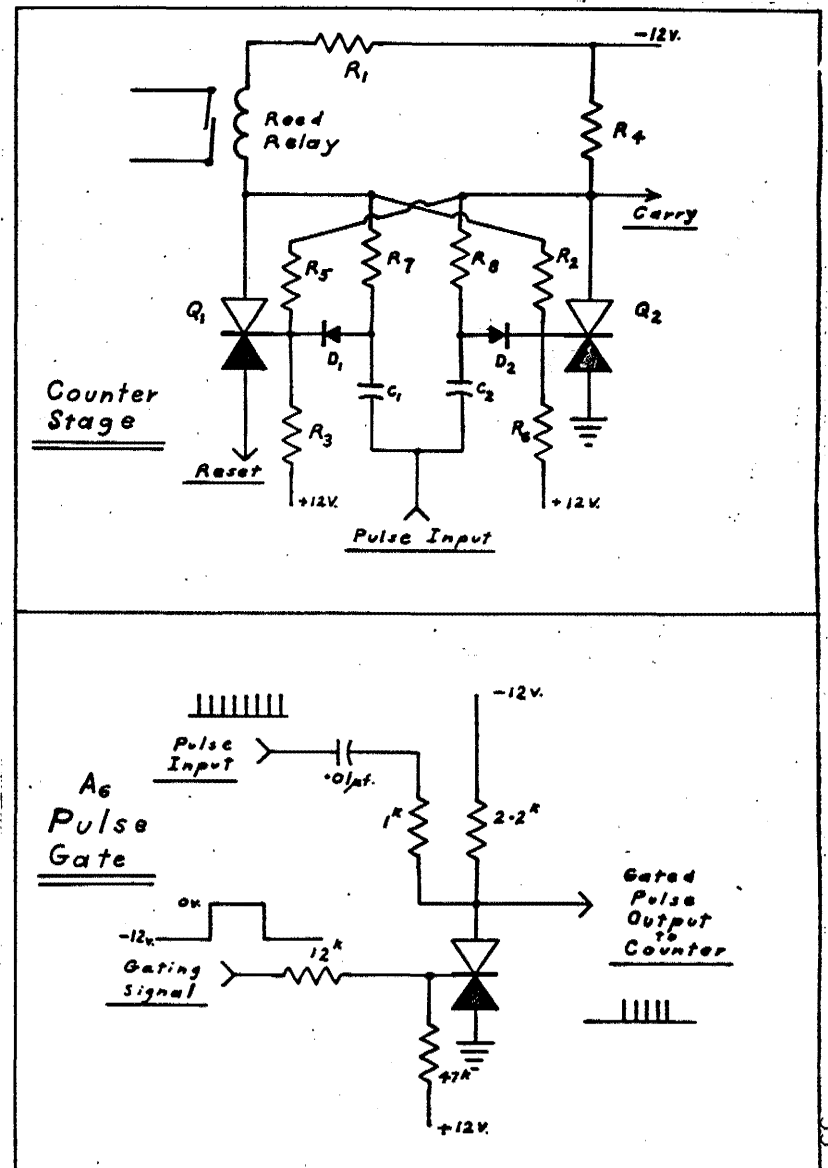 -12v.
R1
Reed
Relay
R4
Carry
R5
R7
R8
R2
Q1
Q2
D1
D2
C1
C2
Counter
Stage
R3
R6
Reset
+12v.
+12v.
Pulse Input
-12v.
Pulse
Input
.01µf.
A6
Pulse
Gate
1K
2.2K
Gated
Pulse
Output
to
Counter
0v.
-12v.
12K
Gating
Signal
47K
+12v.